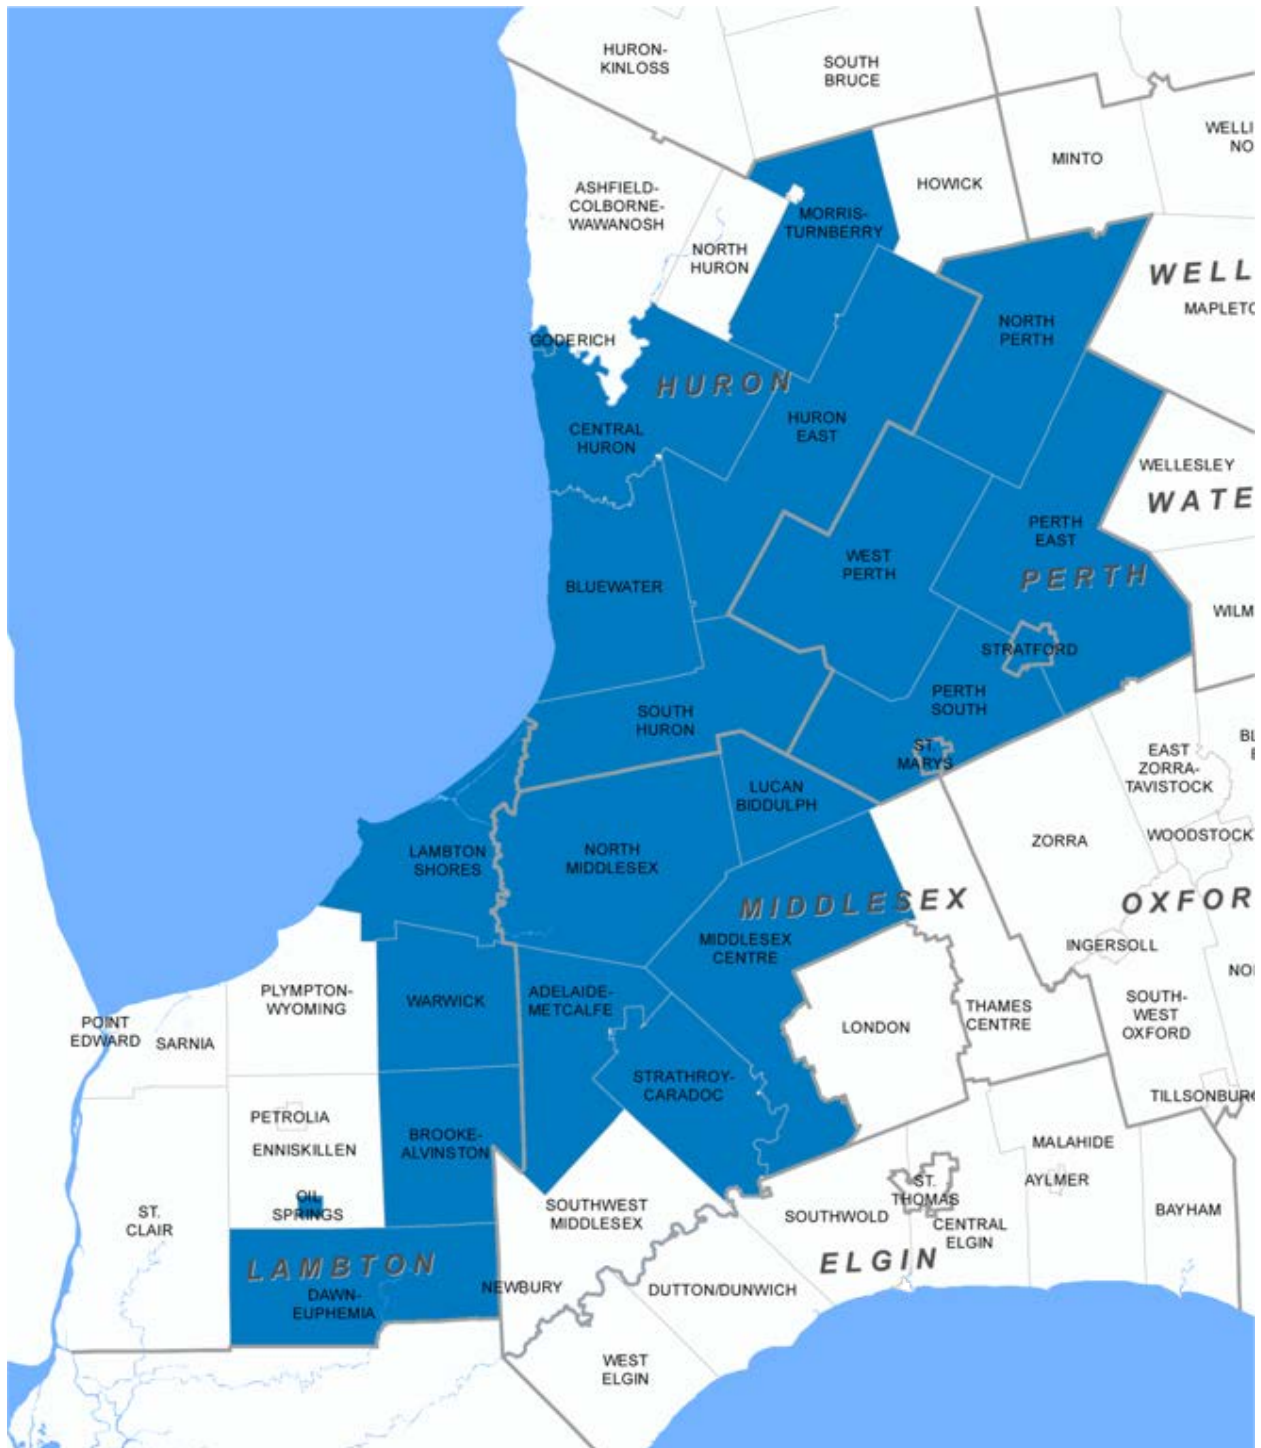 HURON-
KINLOSS
SOUTH
BRUCE
WELLI
NO
MINTO
HOWICK
ASHFIELD-
COLBORNE-
WAWANOSH
MORRIS-
TURNBERRY
NORTH
HURON
WELL
MAPLETO
NORTH
PERTH
GODERICH
HURON
CENTRAL
HURON
HURON
EAST
WELLESLEY
WATE
PERTH
EAST
WEST
PERTH
PERTH
BLUEWATER
WILM
STRATFORD
PERTH
SOUTH
SOUTH
HURON
ST.
MARYS
EAST
ZORRA-
TAVISTOCK
BL
E
LUCAN
BIDDULPH
WOODSTOCK
ZORRA
LAMBTON
SHORES
NORTH
MIDDLESEX
MIDDLESEX
OXFOR
MIDDLESEX
CENTRE
INGERSOLL
NO
PLYMPTON-
WYOMING
WARWICK
ADELAIDE-
METCALFE
SOUTH-
WEST
OXFORD
THAMES
CENTRE
LONDON
POINT
EDWARD
SARNIA
STRATHROY-
CARADOC
TILLSONBURG
PETROLIA
ENNISKILLEN
BROOKE-
ALVINSTON
MALAHIDE
AYLMER
OIL
SPRINGS
ST.
CLAIR
SOUTHWEST
MIDDLESEX
ST.
THOMAS
SOUTHWOLD
CENTRAL
ELGIN
BAYHAM
LAMBTON
ELGIN
NEWBURY
DUTTON/DUNWICH
DAWN-
EUPHEMIA
WEST
ELGIN